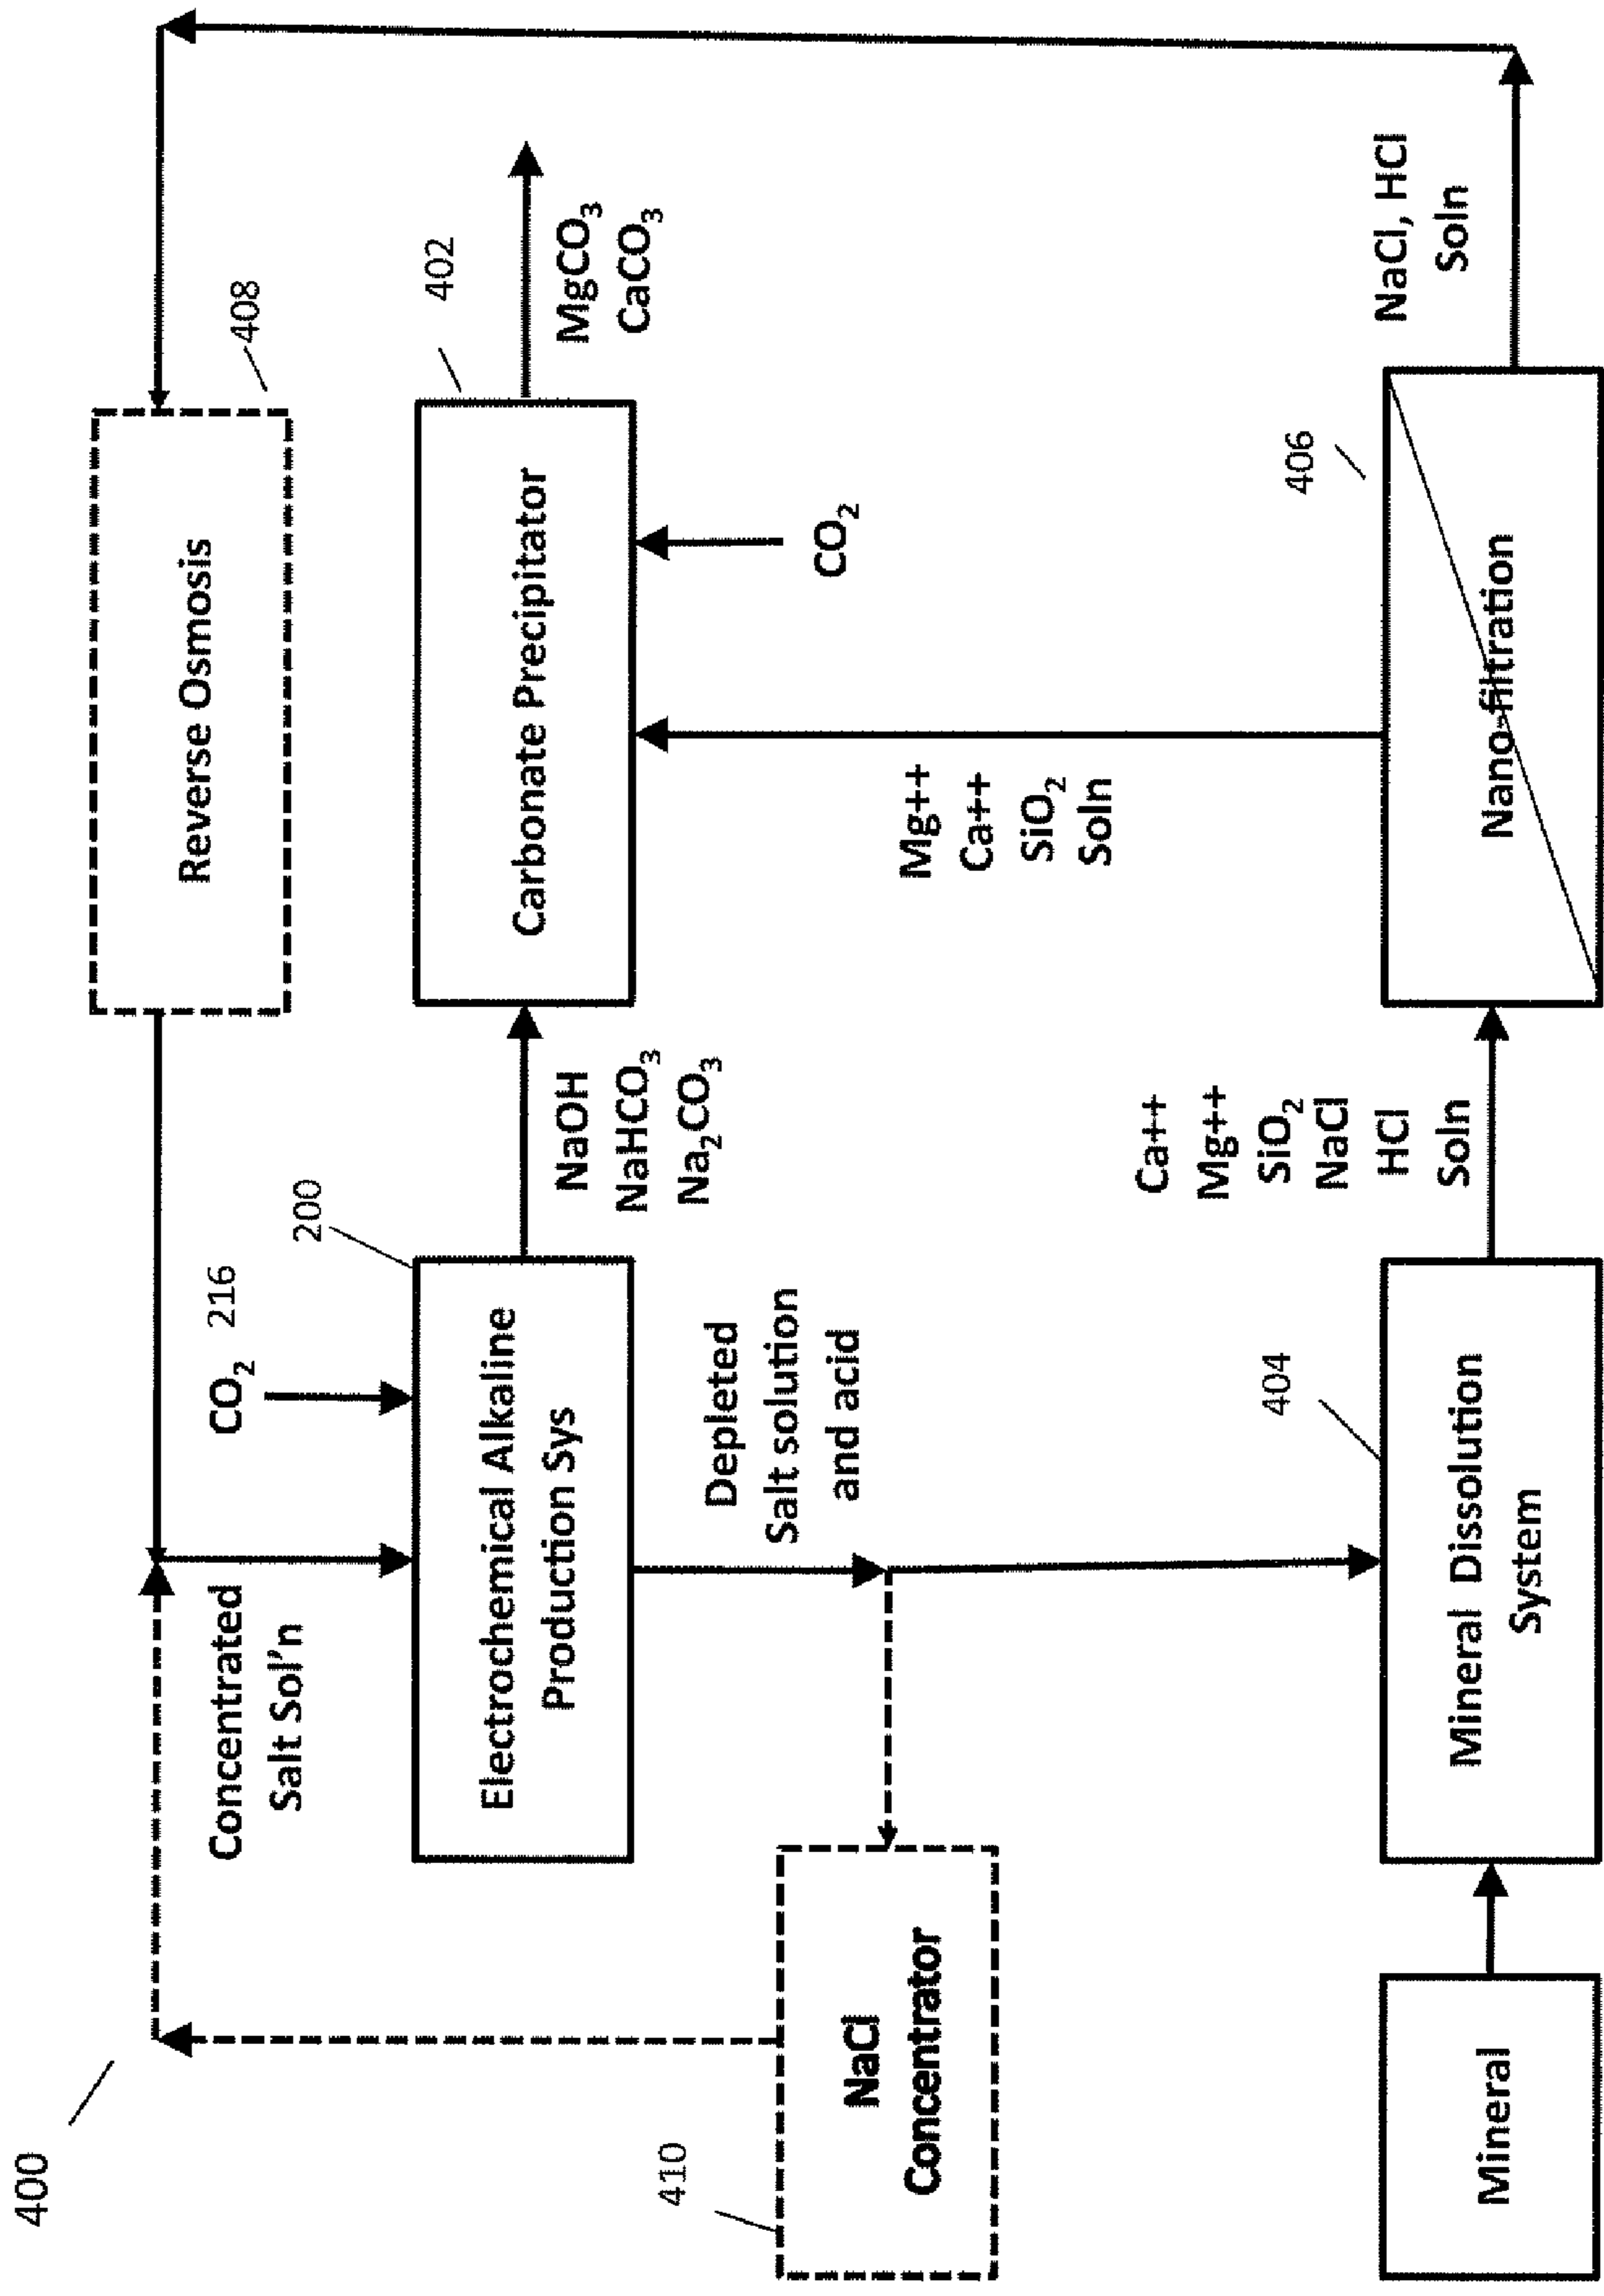 400
Reverse Osmosis
408
Concentrated
Salt Sol'n
CO2
216
200
402
Electrochemical Alkaline
Production Sys
NaOH
NaHCO3
Na2CO3
Carbonate Precipitator
MgCO3
CaCO3
CO2
Depleted
Salt solution
and acid
410
NaCl
Concentrator
Mg++
Ca++
SiO2
Soln
404
406
Mineral
Mineral Dissolution
System
Ca++
Mg++
SiO2
NaCl
HCl
Soln
Nano-filtration
NaCl, HCl
Soln